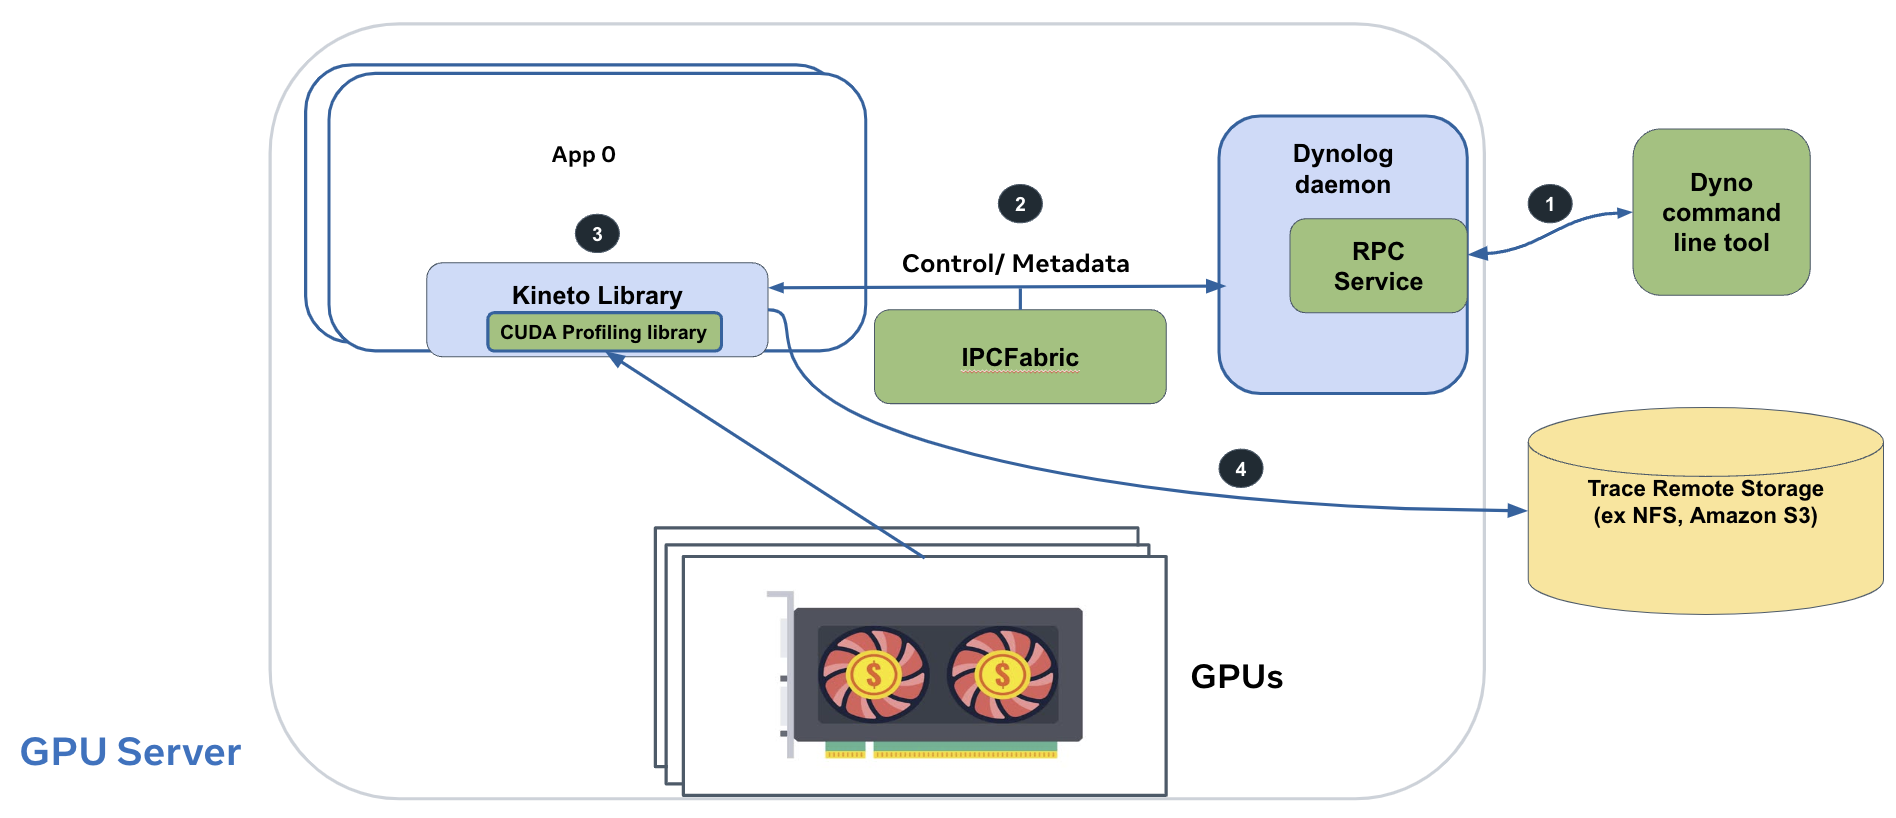 App 0
3
Kineto Library
CUDA Profiling library
2
Control/ Metadata
IPCFabric
Dynolog
daemon
RPC
Service
1
Dyno
command
line tool
4
Trace Remote Storage
(ex NFS, Amazon S3)
$ $
GPUs
GPU Server